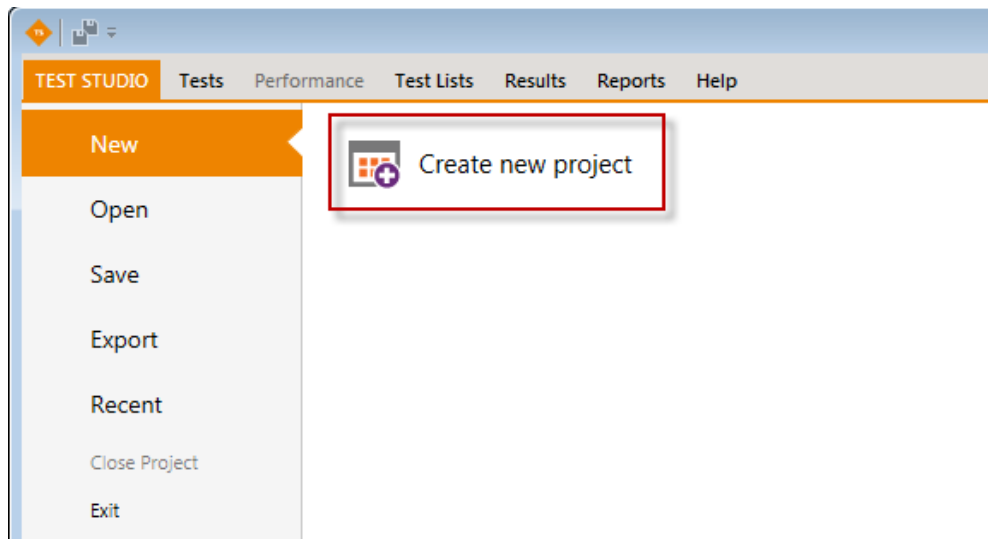 TS
TEST STUDIO Tests Performance Test Lists Results Reports Help
New
Create new project
Open
Save
Export
Recent
Close Project
Exit